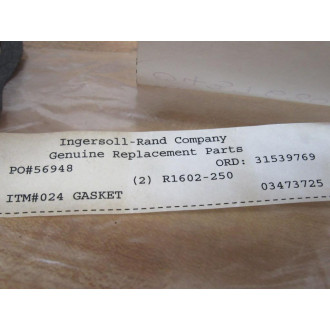 Ingersoll-Rand Company
Genuine Replacement Parts
PO#56948 ORD: 31539769
(2) R1602-250
ITM#024 GASKET 03473725